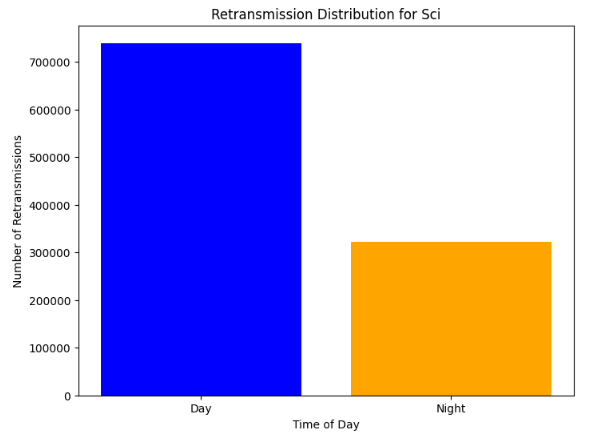 Retransmission Distribution for Sci
Number of Retransmissions
700000
600000
500000
400000
300000
200000
100000
0
Day
Night
Time of Day